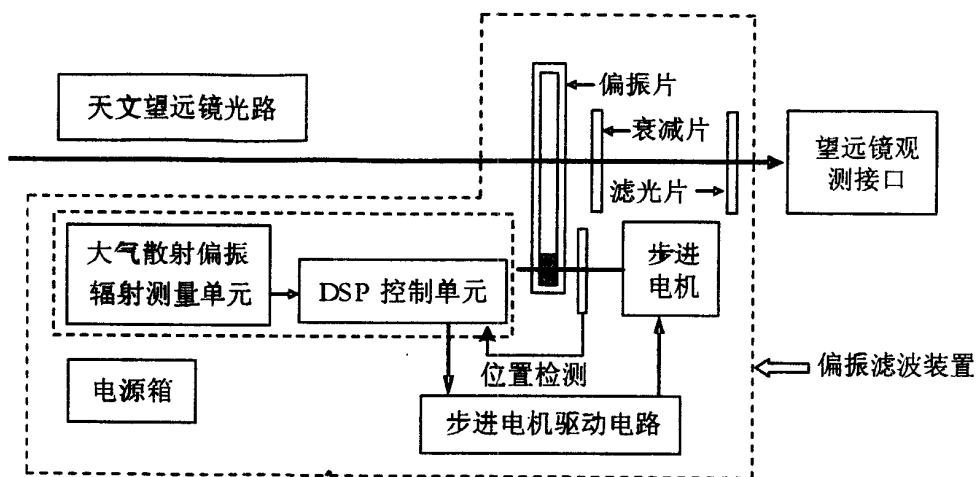 天文望远镜光路
偏振片
衰减片
滤光片
望远镜观
测接口
大气散射偏振
辐射测量单元
DSP 控制单元
步进
电机
位置检测
偏振滤波装置
电源箱
步进电机驱动电路